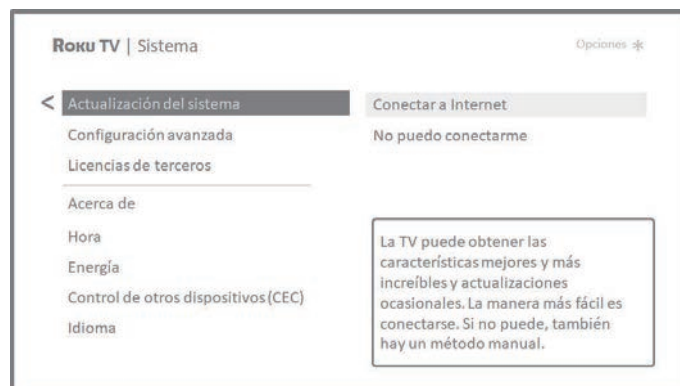 Roku TV | Sistema
Opciones ✱
< Actualización del sistema
Configuración avanzada
Licencias de terceros
Acerca de
Hora
Energía
Control de otros dispositivos (CEC)
Idioma
Conectar a Internet
No puedo conectarme
La TV puede obtener las
características mejores y más
increíbles y actualizaciones
ocasionales. La manera más fácil es
conectarse. Si no puede, también
hay un método manual.